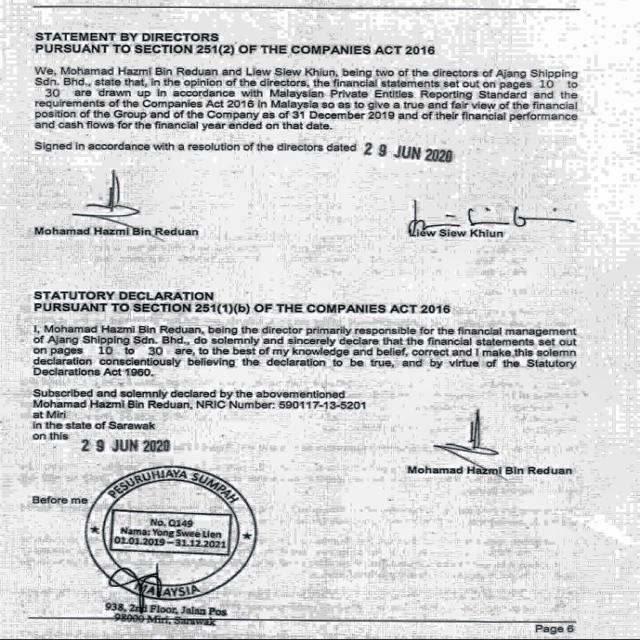 STATEMENT BY DIRECTORS
PURSUANT TO SECTION 251(2) OF THE COMPANIES ACT 2016
We, Mohamad Hazmi Bin Reduan and Liew Siew Khiun, being two of the directors of Ajang Shipping
Sdn. Bhd., state that, in the opinion of the directors, the financial statements set out on pages 10 to
30 are drawn up in accordance with Malaysian Private Entities Reporting Standard and the
requirements of the Companies Act 2016 in Malaysia so as to give a true and fair view of the financial
position of the Group and of the Company as of 31 December 2019 and of their financial performance
and cash flows for the financial year ended on that date.
Signed in accordance with a resolution of the directors dated 29 JUN 2020
Mohamad Hazmi Bin Reduan
Liew Siew Khiun
STATUTORY DECLARATION
PURSUANT TO SECTION 251(1)(b) OF THE COMPANIES ACT 2016
I, Mohamad Hazmi Bin Reduan, being the director primarily responsible for the financial management
of Ajang Shipping Sdn. Bhd., do solemnly and sincerely declare that the financial statements set out
on pages 10 to 30 are, to the best of my knowledge and belief, correct and I make this solemn
declaration conscientiously believing the declaration to be true, and by virtue of the Statutory
Declarations Act 1960.
Subscribed and solemnly declared by the abovementioned
Mohamad Hazmi Bin Reduan, NRIC Number: 590117-13-5201
at Miri
in the state of Sarawak
on this
29 JUN 2020
Mohamad Hazmi Bin Reduan
Before me
PESURUHJAYA SUMPAH
No. Q149
Nama: Yong Swee Lien
01.01.2019 – 31.12.2021
MALAYSIA
938, 2nd Floor, Jalan Pos
98000 Miri, Sarawak
Page 6